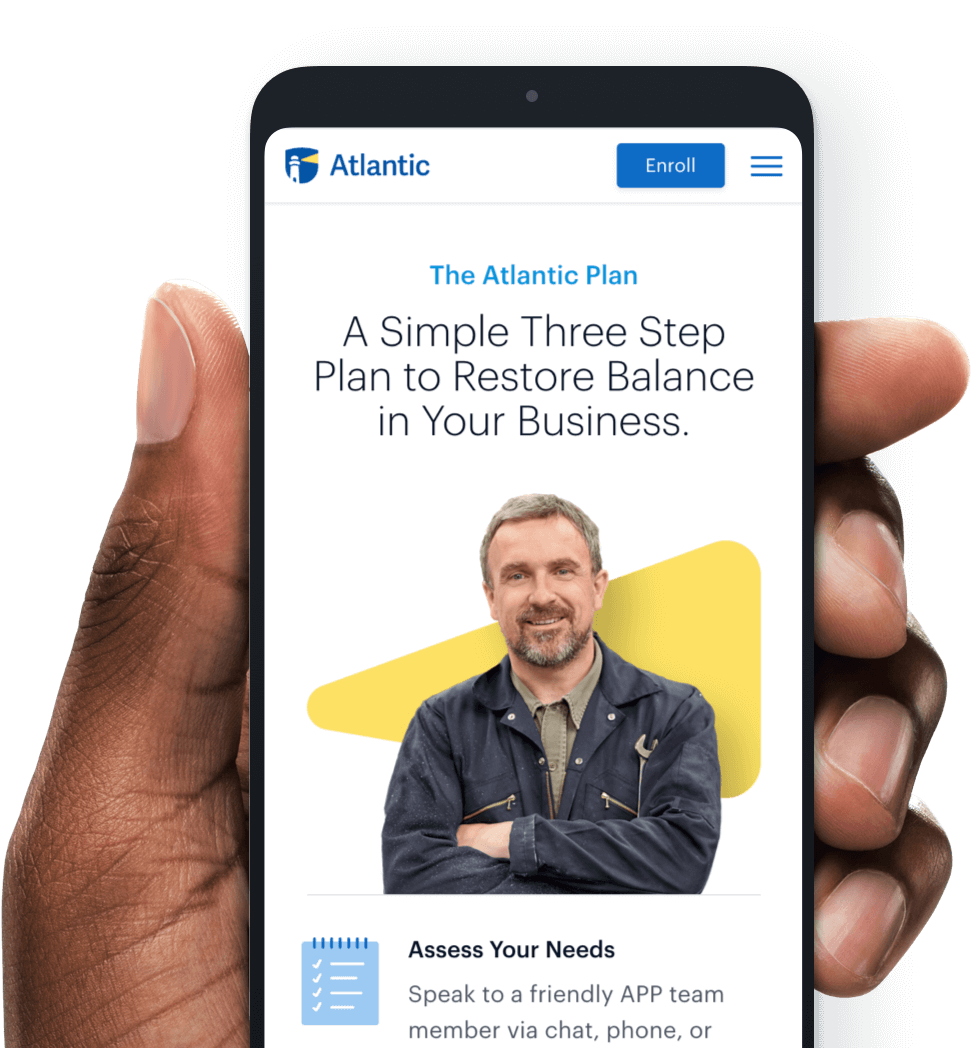 Atlantic
Enroll
The Atlantic Plan
A Simple Three Step
Plan to Restore Balance
in Your Business.
Assess Your Needs
Speak to a friendly APP team
member via chat, phone, or